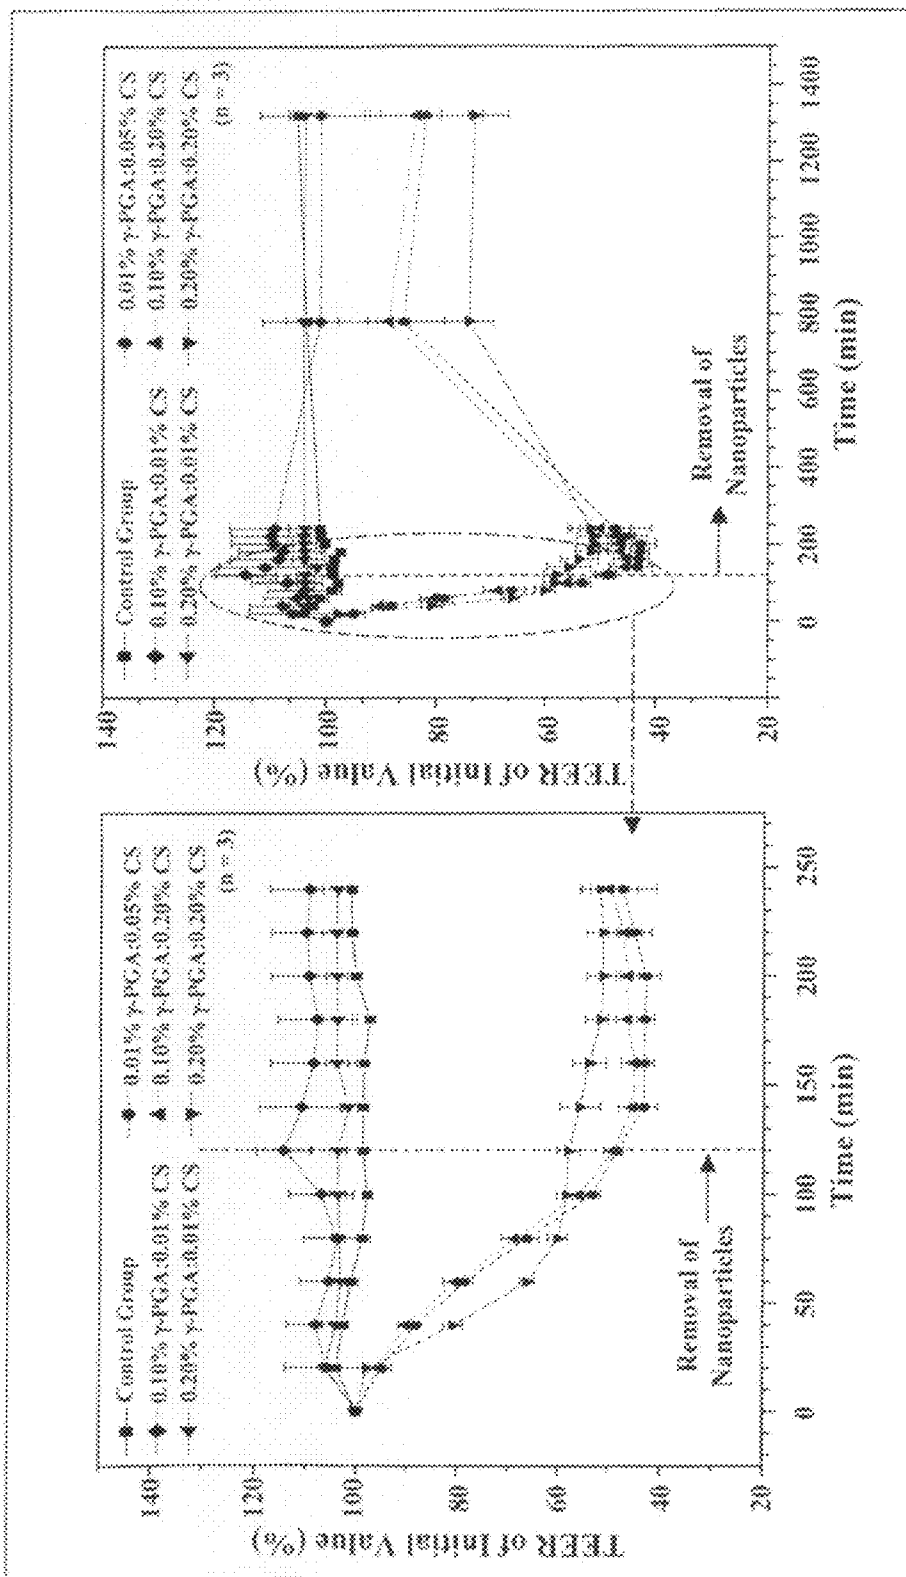 Control Group
0.10% γ-PGA:0.01% CS
0.20% γ-PGA:0.01% CS
0.01% γ-PGA:0.05% CS
0.10% γ-PGA:0.20% CS
0.20% γ-PGA:0.20% CS
(n = 3)
TEER of Initial Value (%)
140
120
100
80
60
40
20
Removal of
Nanoparticles
0
50
100
150
200
250
Time (min)
Control Group
0.10% γ-PGA:0.01% CS
0.20% γ-PGA:0.01% CS
0.01% γ-PGA:0.05% CS
0.10% γ-PGA:0.20% CS
0.20% γ-PGA:0.20% CS
(n = 3)
TEER of Initial Value (%)
140
120
100
80
60
40
20
Removal of
Nanoparticles
0
200
400
600
800
1000
1200
1400
Time (min)